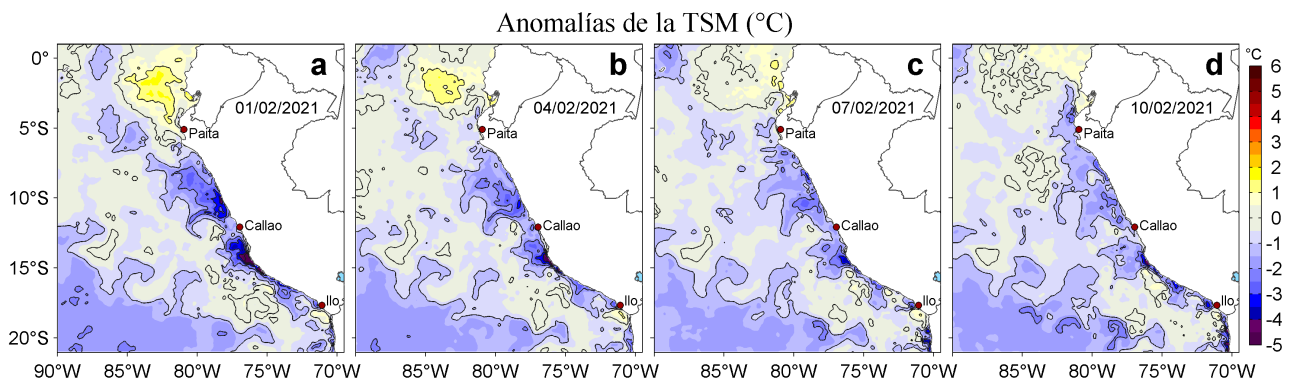 Anomalías de la TSM (°C)
a
b
c
d
°C
0°
5°S
10°S
15°S
20°S
01/02/2021
04/02/2021
07/02/2021
10/02/2021
Paita
Paita
Paita
Paita
Callao
Callao
Callao
Callao
Ilo
Ilo
Ilo
Ilo
90°W 85°W 80°W 75°W 70°W
85°W 80°W 75°W 70°W
85°W 80°W 75°W 70°W
85°W 80°W 75°W 70°W
6
5
4
3
2
1
0
-1
-2
-3
-4
-5